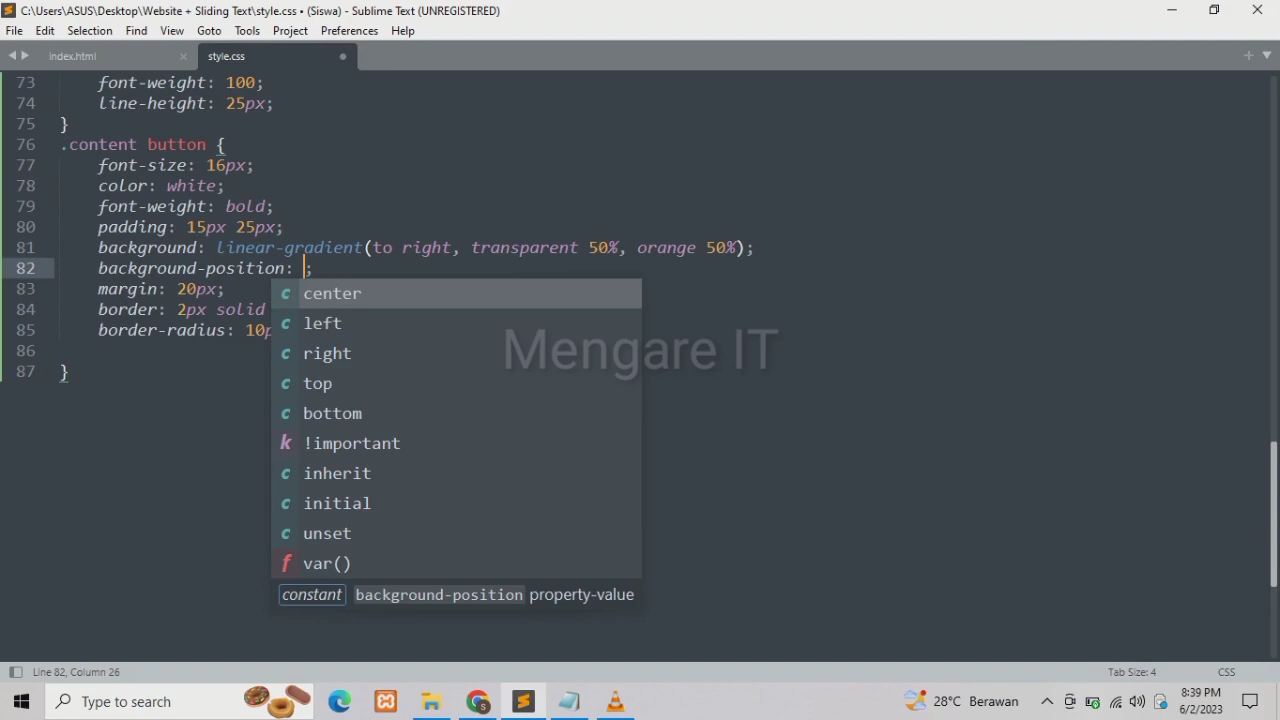 C:\Users\ASUS\Desktop\Website + Sliding Text\style.css • (Siswa) - Sublime Text (UNREGISTERED)
File Edit Selection Find View Goto Tools Project Preferences Help
index.html × style.css
73 font-weight: 100;
74 line-height: 25px;
75 }
76 .content button {
77 font-size: 16px;
78 color: white;
79 font-weight: bold;
80 padding: 15px 25px;
81 background: linear-gradient(to right, transparent 50%, orange 50%);
82 background-position: ;
83 margin: 20px;
84 border: 2px solid
85 border-radius: 10p
86
87 }
c center
c left
c right
c top
c bottom
k !important
c inherit
c initial
c unset
f var()
constant background-position property-value
Mengare IT
Line 82, Column 26 Tab Size: 4 CSS
Type here to search 28°C Berawan 8:39 PM
6/2/2023